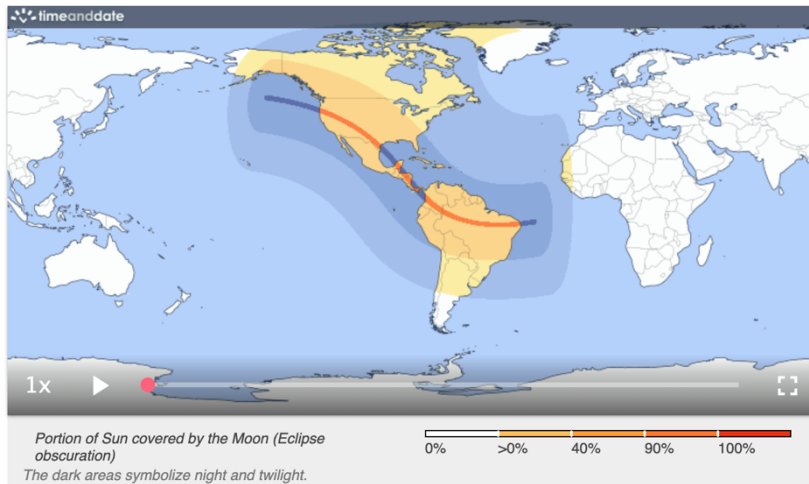 timeanddate
1x
Portion of Sun covered by the Moon (Eclipse
obscuration)
0% >0% 40% 90% 100%
The dark areas symbolize night and twilight.